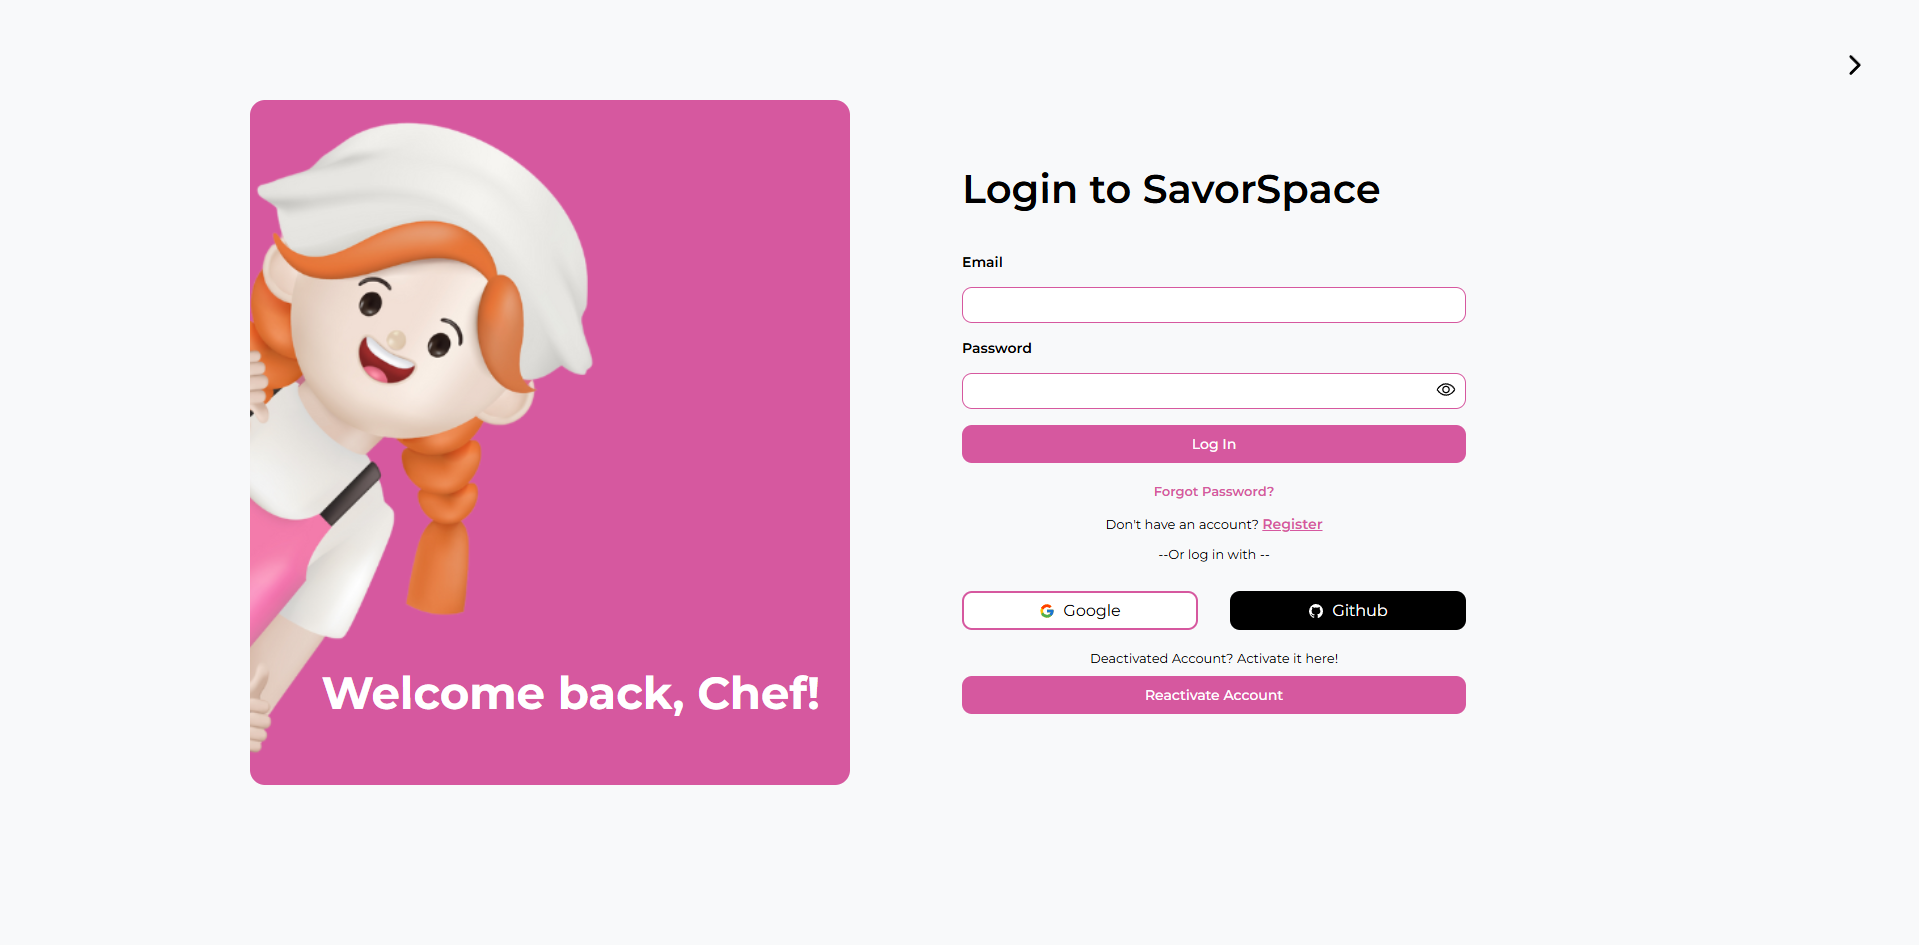 Welcome back, Chef!
Login to SavorSpace
Email
Password
Log In
Forgot Password?
Don't have an account? Register
--Or log in with --
Google
Github
Deactivated Account? Activate it here!
Reactivate Account